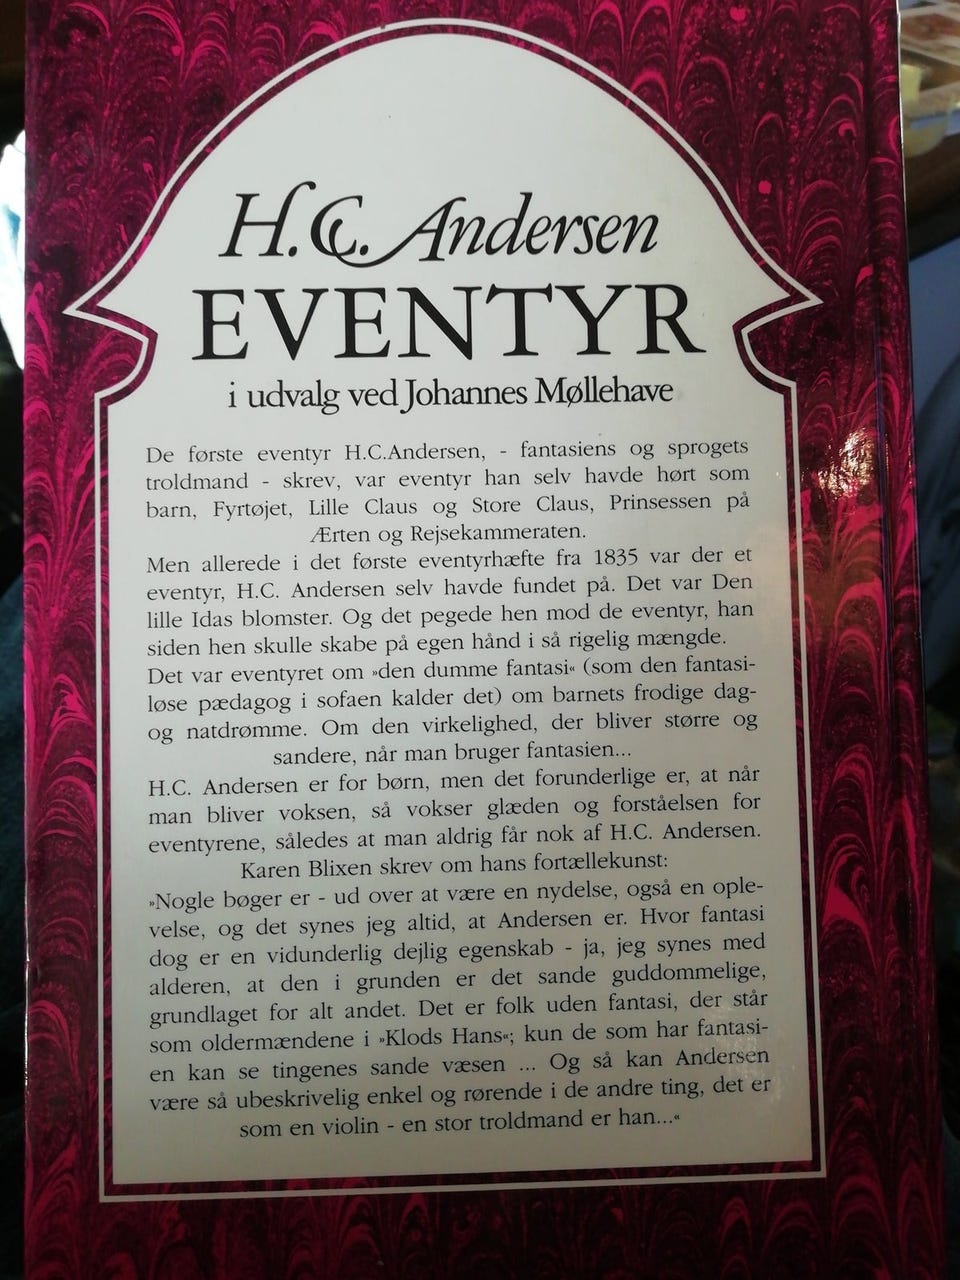 H.C. Andersen
EVENTYR
i udvalg ved Johannes Møllehave
De første eventyr H.C.Andersen, - fantasiens og sprogets
troldmand - skrev, var eventyr han selv havde hørt som
barn, Fyrtøjet, Lille Claus og Store Claus, Prinsessen på
Ærten og Rejsekammeraten.
Men allerede i det første eventyrhæfte fra 1835 var der et
eventyr, H.C. Andersen selv havde fundet på. Det var Den
lille Idas blomster. Og det pegede hen mod de eventyr, han
siden hen skulle skabe på egen hånd i så rigelig mængde.
Det var eventyret om »den dumme fantasi« (som den fantasi-
løse pædagog i sofaen kalder det) om barnets frodige dag-
og natdrømme. Om den virkelighed, der bliver større og
sandere, når man bruger fantasien...
H.C. Andersen er for børn, men det forunderlige er, at når
man bliver voksen, så vokser glæden og forståelsen for
eventyrene, således at man aldrig får nok af H.C. Andersen.
Karen Blixen skrev om hans fortællekunst:
»Nogle bøger er - ud over at være en nydelse, også en ople-
velse, og det synes jeg altid, at Andersen er. Hvor fantasi
dog er en vidunderlig dejlig egenskab - ja, jeg synes med
alderen, at den i grunden er det sande guddommelige,
grundlaget for alt andet. Det er folk uden fantasi, der står
som oldermændene i »Klods Hans«; kun de som har fantasi-
en kan se tingenes sande væsen ... Og så kan Andersen
være så ubeskrivelig enkel og rørende i de andre ting, det er
som en violin - en stor troldmand er han...«